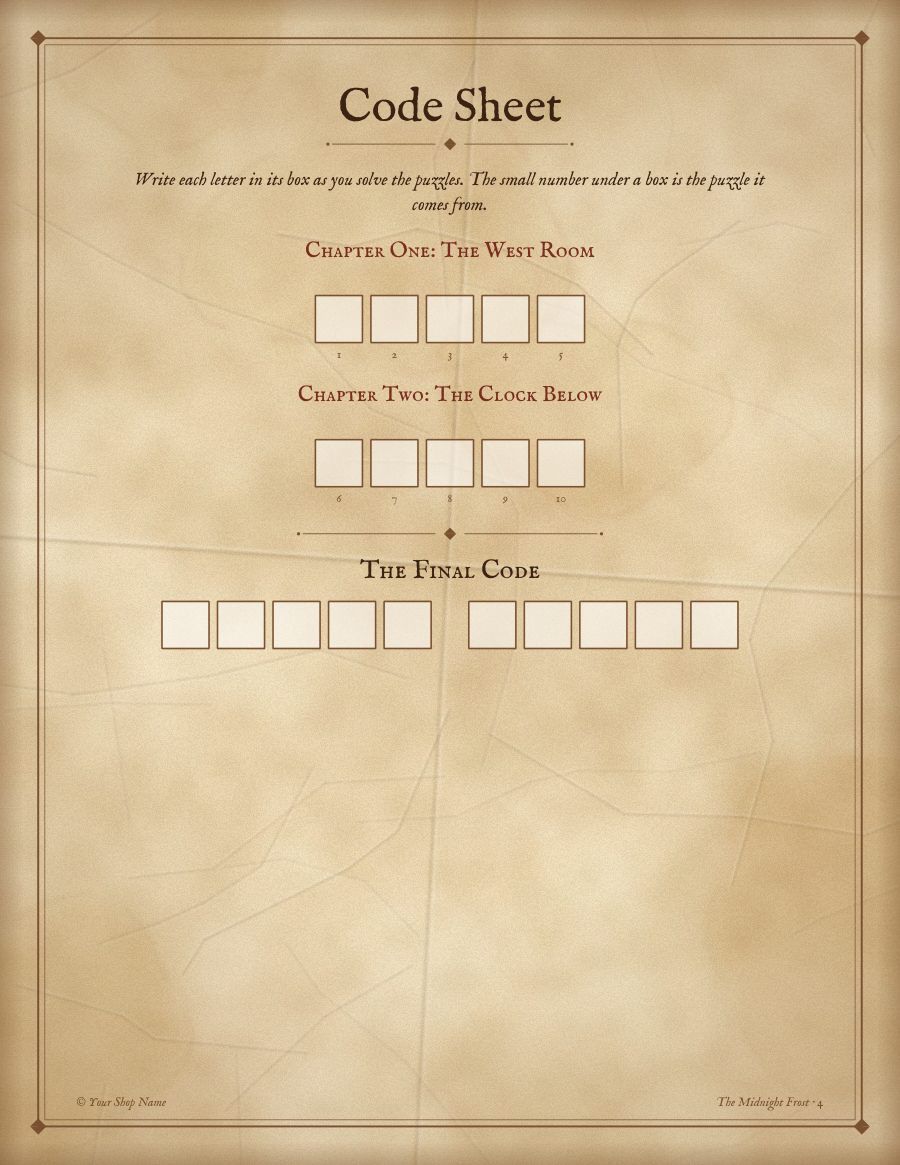 Code Sheet
Write each letter in its box as you solve the puzzles. The small number under a box is the puzzle it
comes from.
Chapter One: The West Room
1 2 3 4 5
Chapter Two: The Clock Below
6 7 8 9 10
The Final Code
© Your Shop Name
The Midnight Frost · 4